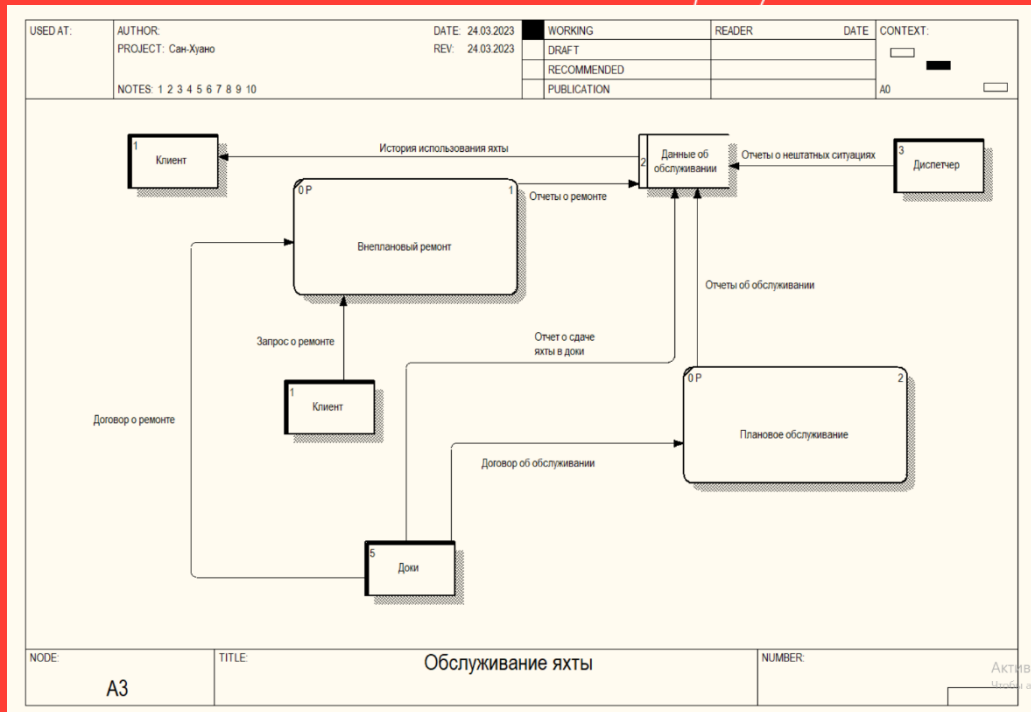 USED AT:
AUTHOR:
DATE: 24.03.2023
PROJECT: Сан-Хуано
REV: 24.03.2023
NOTES: 1 2 3 4 5 6 7 8 9 10
WORKING
DRAFT
RECOMMENDED
PUBLICATION
READER
DATE
CONTEXT:
A0
1
Клиент
История использования яхты
2
Данные об
обслуживании
Отчеты о нештатных ситуациях
3
Диспетчер
0 Р
1
Внеплановый ремонт
Отчеты о ремонте
Отчеты об обслуживании
Запрос о ремонте
Отчет о сдаче
яхты в доки
1
Клиент
0 Р
2
Плановое обслуживание
Договор о ремонте
Договор об обслуживании
5
Доки
NODE:
A3
TITLE:
Обслуживание яхты
NUMBER: